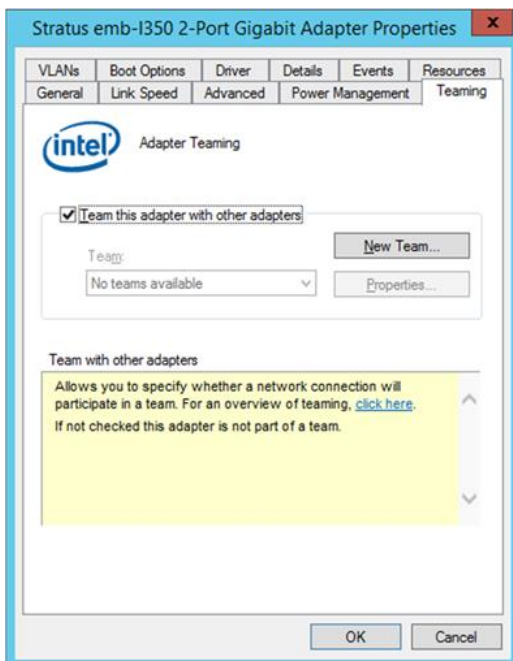 Stratus emb-I350 2-Port Gigabit Adapter Properties x
VLANs Boot Options Driver Details Events Resources
General Link Speed Advanced Power Management Teaming
intel Adapter Teaming
Team this adapter with other adapters
New Team...
Team:
No teams available Properties...
Team with other adapters
Allows you to specify whether a network connection will
participate in a team. For an overview of teaming, click here.
If not checked this adapter is not part of a team.
OK Cancel